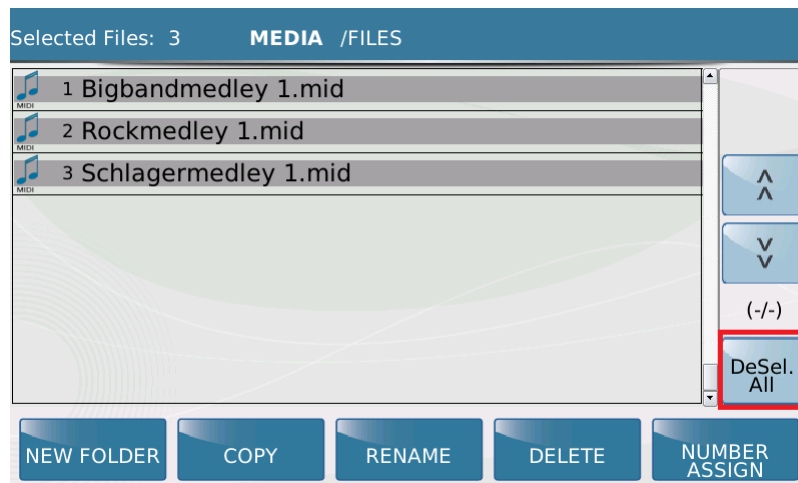 Selected Files: 3 MEDIA /FILES
MIDI 1 Bigbandmedley 1.mid
MIDI 2 Rockmedley 1.mid
MIDI 3 Schlagermedley 1.mid
(-/-)
DeSel.
All
NEW FOLDER COPY RENAME DELETE NUMBER
ASSIGN